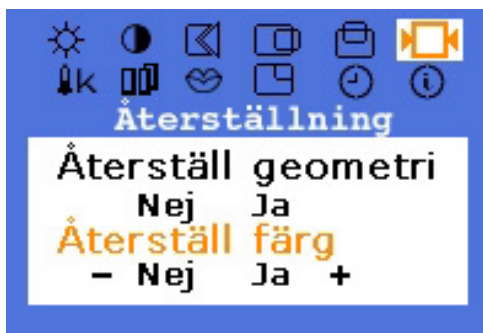 k
Återställning
Återställ geometri
Nej Ja
Återställ färg
- Nej Ja +